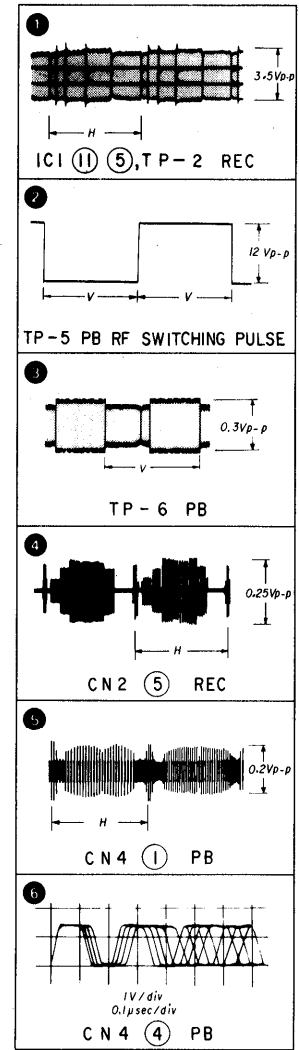 1
3.5Vp-p
H
IC1 11 5, TP-2 REC
2
12 Vp-p
V V
TP-5 PB RF SWITCHING PULSE
3
0.3Vp-p
V
TP-6 PB
4
0.25Vp-p
H
CN2 5 REC
5
0.2Vp-p
H
CN4 1 PB
6
1V/div
0.1μsec/div
CN4 4 PB